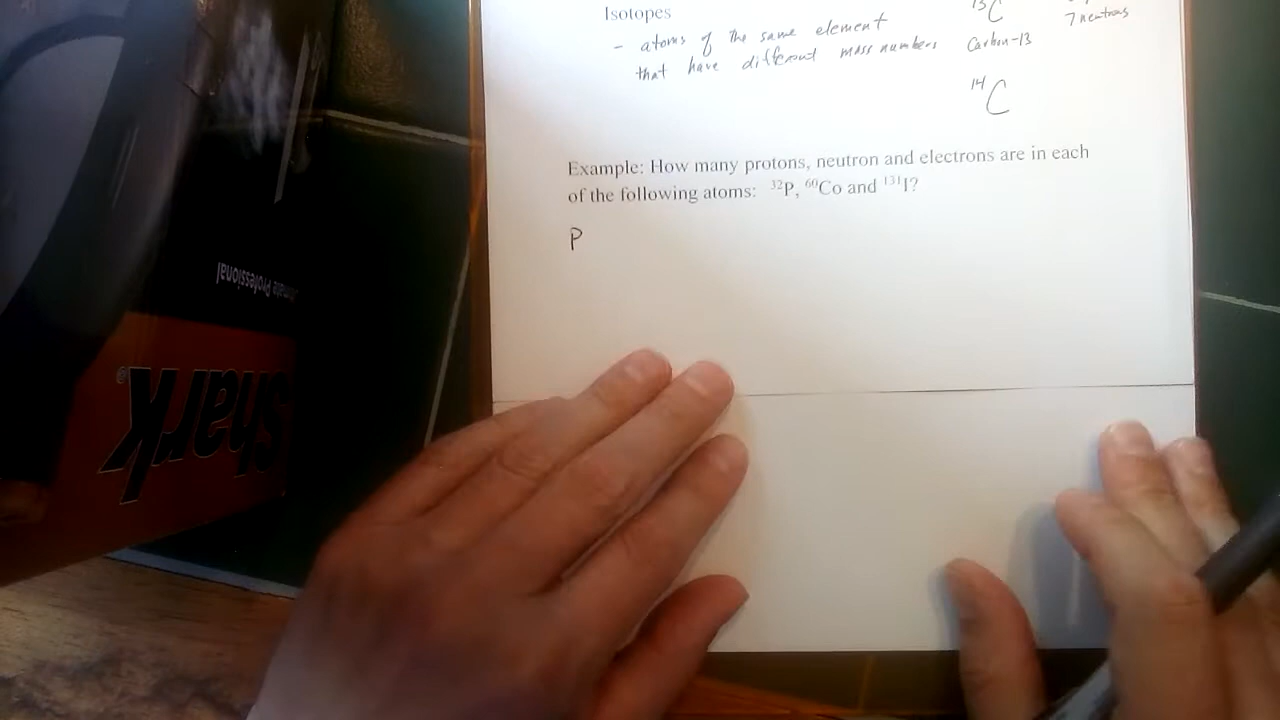 Isotopes
- atoms of the same element
that have different mass numbers
¹³C
7 neutrons
Carbon-13
¹⁴C
Example: How many protons, neutron and electrons are in each
of the following atoms: ³²P, ⁶⁰Co and ¹³¹I?
P
Professional
Shark®